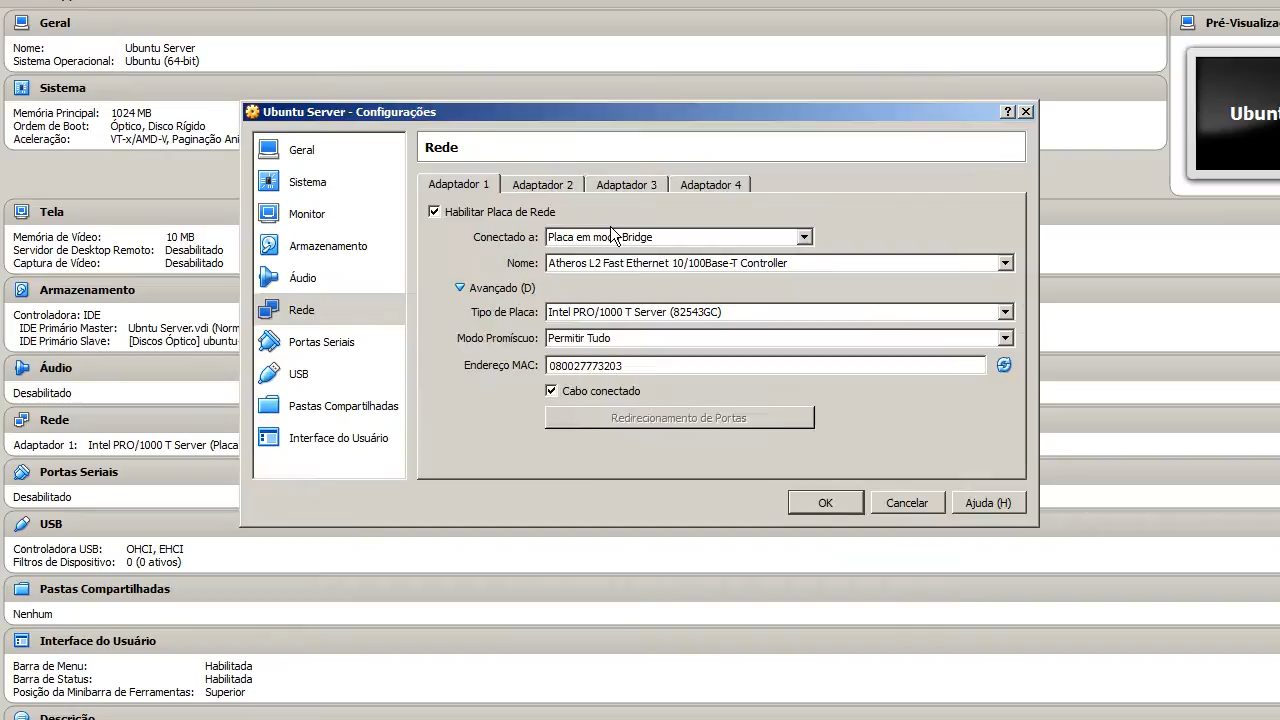 Geral
Nome: Ubuntu Server
Sistema Operacional: Ubuntu (64-bit)
Sistema
Memória Principal: 1024 MB
Ordem de Boot: Óptico, Disco Rígido
Aceleração: VT-x/AMD-V, Paginação Ani
Tela
Memória de Vídeo: 10 MB
Servidor de Desktop Remoto: Desabilitado
Captura de Vídeo: Desabilitado
Armazenamento
Controladora: IDE
IDE Primário Master: Ubuntu Server.vdi (Norm
IDE Primário Slave: [Discos Óptico] ubuntu-
Áudio
Desabilitado
Rede
Adaptador 1: Intel PRO/1000 T Server (Placa
Portas Seriais
Desabilitado
USB
Controladora USB: OHCI, EHCI
Filtros de Dispositivo: 0 (0 ativos)
Pastas Compartilhadas
Nenhum
Interface do Usuário
Barra de Menu: Habilitada
Barra de Status: Habilitada
Posição da Minibarra de Ferramentas: Superior
Descrição
Pré-Visualiza
Ubunt
Ubuntu Server - Configurações
Geral
Sistema
Monitor
Armazenamento
Áudio
Rede
Portas Seriais
USB
Pastas Compartilhadas
Interface do Usuário
Rede
Adaptador 1 Adaptador 2 Adaptador 3 Adaptador 4
Habilitar Placa de Rede
Conectado a: Placa em modo Bridge
Nome: Atheros L2 Fast Ethernet 10/100Base-T Controller
Avançado (D)
Tipo de Placa: Intel PRO/1000 T Server (82543GC)
Modo Promíscuo: Permitir Tudo
Endereço MAC: 080027773203
Cabo conectado
Redirecionamento de Portas
OK Cancelar Ajuda (H)